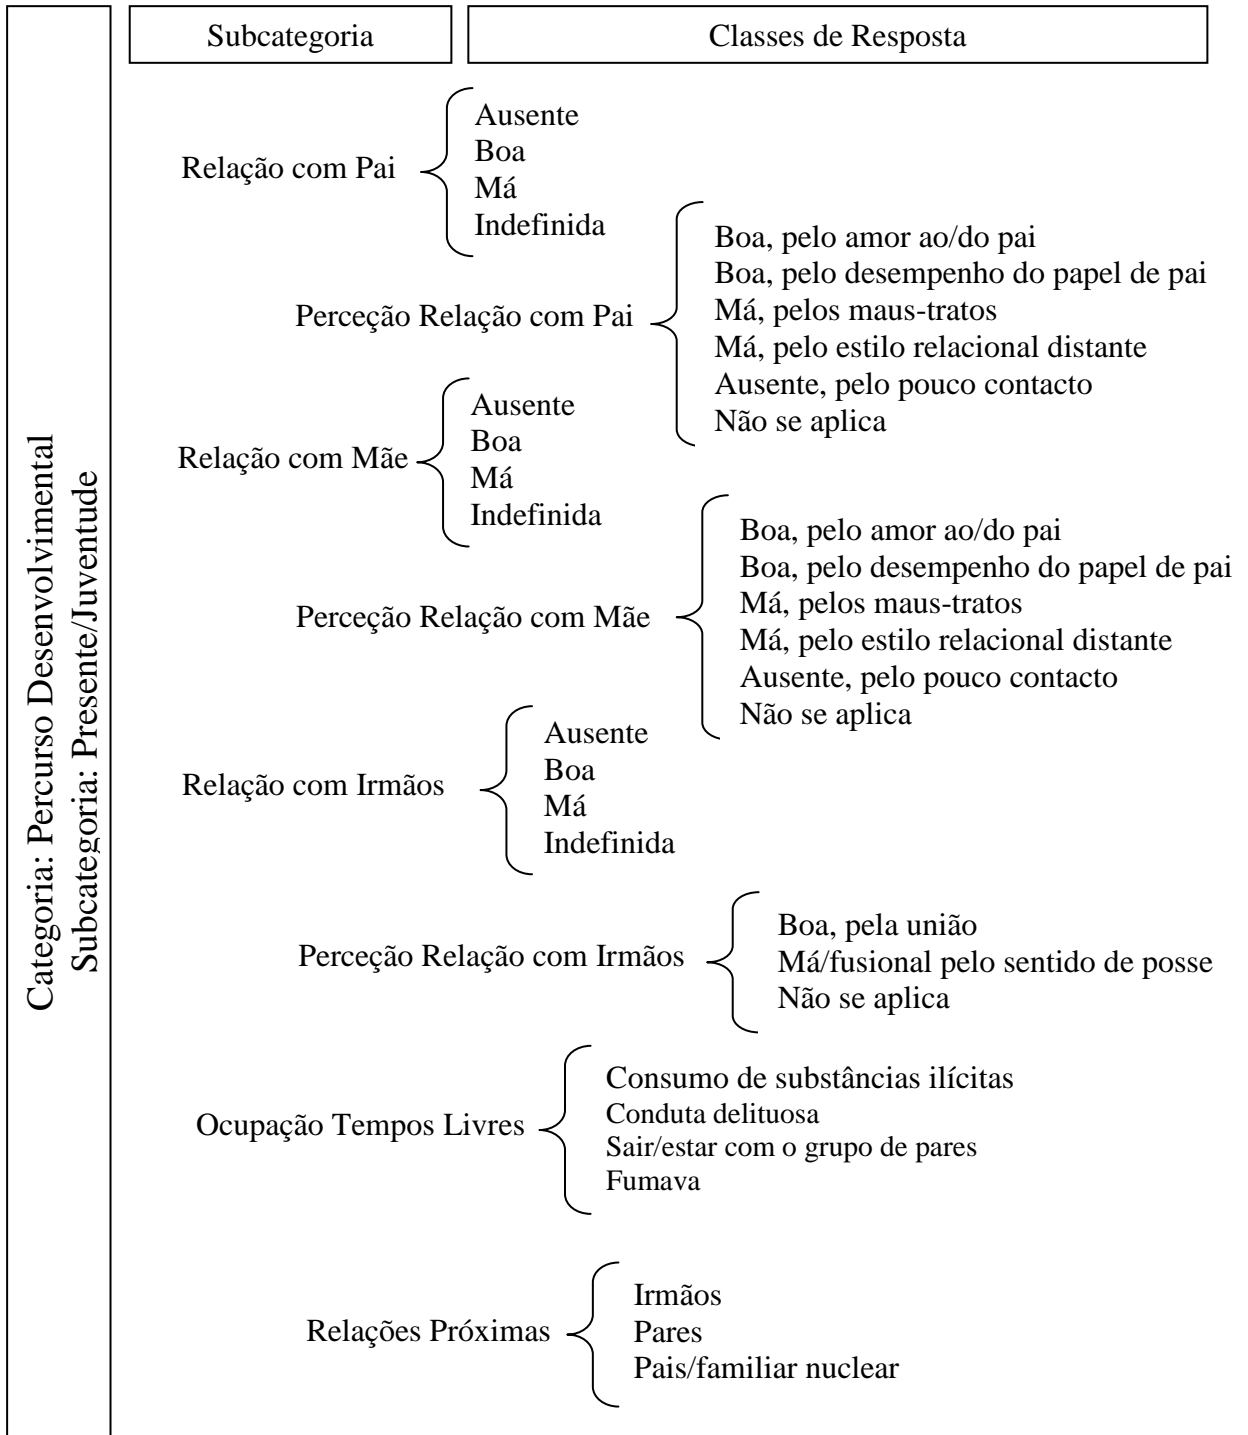 Categoria: Percurso Desenvolvimental
Subcategoria: Presente/Juventude
Subcategoria
Classes de Resposta
Relação com Pai
Ausente
Boa
Má
Indefinida
Perceção Relação com Pai
Boa, pelo amor ao/do pai
Boa, pelo desempenho do papel de pai
Má, pelos maus-tratos
Má, pelo estilo relacional distante
Ausente, pelo pouco contacto
Não se aplica
Relação com Mãe
Ausente
Boa
Má
Indefinida
Perceção Relação com Mãe
Boa, pelo amor ao/do pai
Boa, pelo desempenho do papel de pai
Má, pelos maus-tratos
Má, pelo estilo relacional distante
Ausente, pelo pouco contacto
Não se aplica
Relação com Irmãos
Ausente
Boa
Má
Indefinida
Perceção Relação com Irmãos
Boa, pela união
Má/fusional pelo sentido de posse
Não se aplica
Ocupação Tempos Livres
Consumo de substâncias ilícitas
Conduta delituosa
Sair/estar com o grupo de pares
Fumava
Relações Próximas
Irmãos
Pares
Pais/familiar nuclear